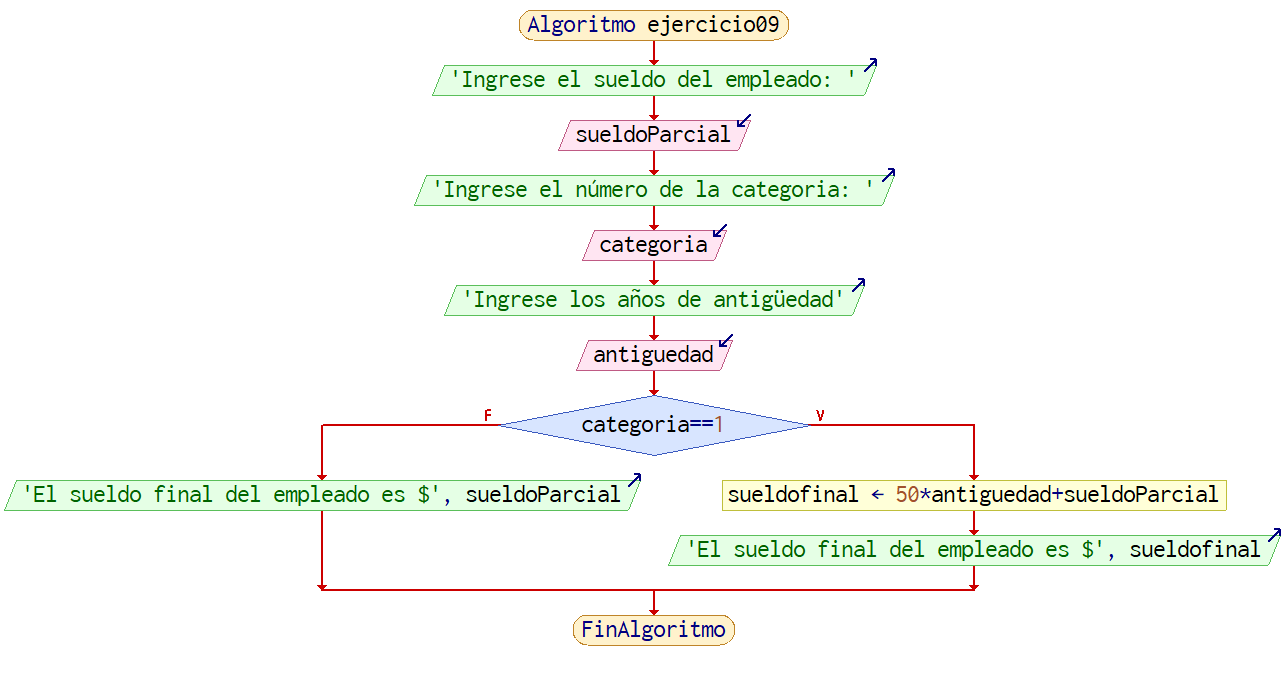 Algoritmo ejercicio09
'Ingrese el sueldo del empleado: '
sueldoParcial
'Ingrese el número de la categoria: '
categoria
'Ingrese los años de antigüedad'
antiguedad
F
categoria==1
V
'El sueldo final del empleado es $', sueldoParcial
sueldofinal ← 50*antiguedad+sueldoParcial
'El sueldo final del empleado es $', sueldofinal
FinAlgoritmo